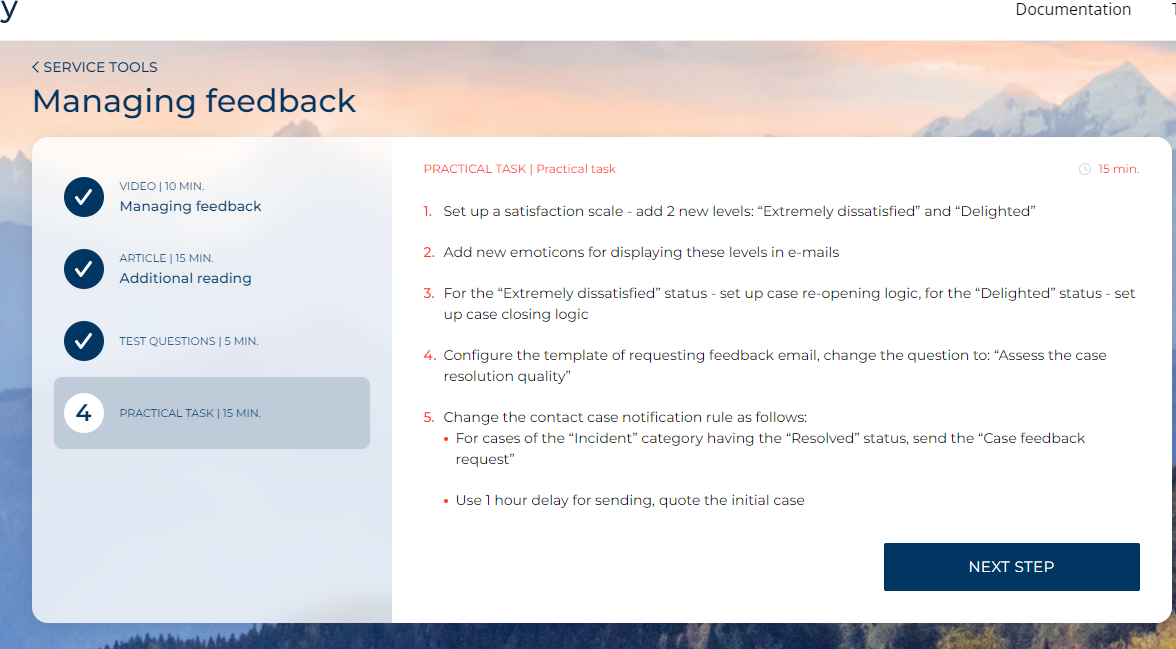 y
Documentation
SERVICE TOOLS
Managing feedback
VIDEO | 10 MIN.
Managing feedback
ARTICLE | 15 MIN.
Additional reading
TEST QUESTIONS | 5 MIN.
4
PRACTICAL TASK | 15 MIN.
PRACTICAL TASK | Practical task
15 min.
1. Set up a satisfaction scale - add 2 new levels: “Extremely dissatisfied” and “Delighted”
2. Add new emoticons for displaying these levels in e-mails
3. For the “Extremely dissatisfied” status - set up case re-opening logic, for the “Delighted” status - set
up case closing logic
4. Configure the template of requesting feedback email, change the question to: “Assess the case
resolution quality”
5. Change the contact case notification rule as follows:
• For cases of the “Incident” category having the “Resolved” status, send the “Case feedback
request”
• Use 1 hour delay for sending, quote the initial case
NEXT STEP